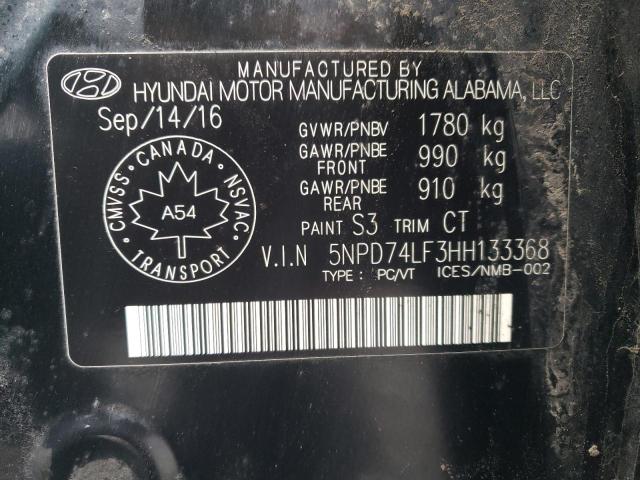 MANUFACTURED BY
HYUNDAI MOTOR MANUFACTURING ALABAMA, LLC
Sep/14/16
GVWR/PNBV 1780 kg
GAWR/PNBE FRONT 990 kg
GAWR/PNBE REAR 910 kg
PAINT S3 TRIM CT
CANADA
CMVSS
NSVAC
A54
TRANSPORT
V.I.N 5NPD74LF3HH133368
TYPE : PC/VT ICES/NMB-002